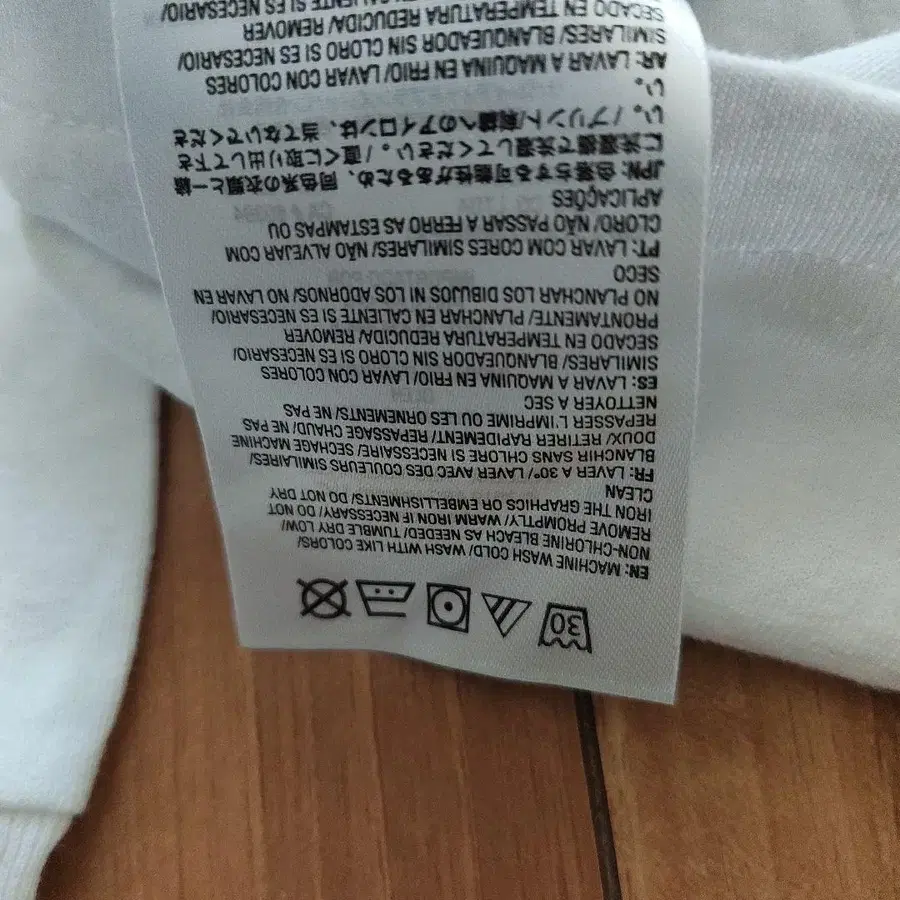 30
EN: MACHINE WASH COLD/ WASH WITH LIKE COLORS/
NON-CHLORINE BLEACH AS NEEDED/ TUMBLE DRY LOW/
REMOVE PROMPTLY/ WARM IRON IF NECESSARY/ DO NOT
IRON THE GRAPHICS OR EMBELLISHMENTS/ DO NOT DRY
CLEAN
FR: LAVER A 30°/ LAVER AVEC DES COULEURS SIMILAIRES/
BLANCHIR SANS CHLORE SI NECESSAIRE/ SECHAGE MACHINE
DOUX/ RETIRER RAPIDEMENT/ REPASSAGE CHAUD/ NE PAS
REPASSER L'IMPRIME OU LES ORNEMENTS/ NE PAS
NETTOYER A SEC
ES: LAVAR A MAQUINA EN FRIO/ LAVAR CON COLORES
SIMILARES/ BLANQUEADOR SIN CLORO SI ES NECESARIO/
SECADO EN TEMPERATURA REDUCIDA/ REMOVER
PRONTAMENTE/ PLANCHAR EN CALIENTE SI ES NECESARIO/
NO PLANCHAR LOS DIBUJOS NI LOS ADORNOS/ NO LAVAR EN
SECO
PT: LAVAR COM CORES SIMILARES/ NÃO ALVEJAR COM
CLORO/ NÃO PASSAR A FERRO AS ESTAMPAS OU
APLICAÇÕES
JPN: 色落ちする可能性があるため、同色系の衣類と一緒
に洗濯機で洗濯してください。/ 直ぐに取り出して下さ
い。/ プリント/刺繍へのアイロンは、当てないでくださ
い。
AR: LAVAR A MAQUINA EN FRIO/ LAVAR CON COLORES
SIMILARES/ BLANQUEADOR SIN CLORO SI ES NECESARIO/
SECADO EN TEMPERATURA REDUCIDA/ REMOVER
CALIENTE SI ES NECESARIO/